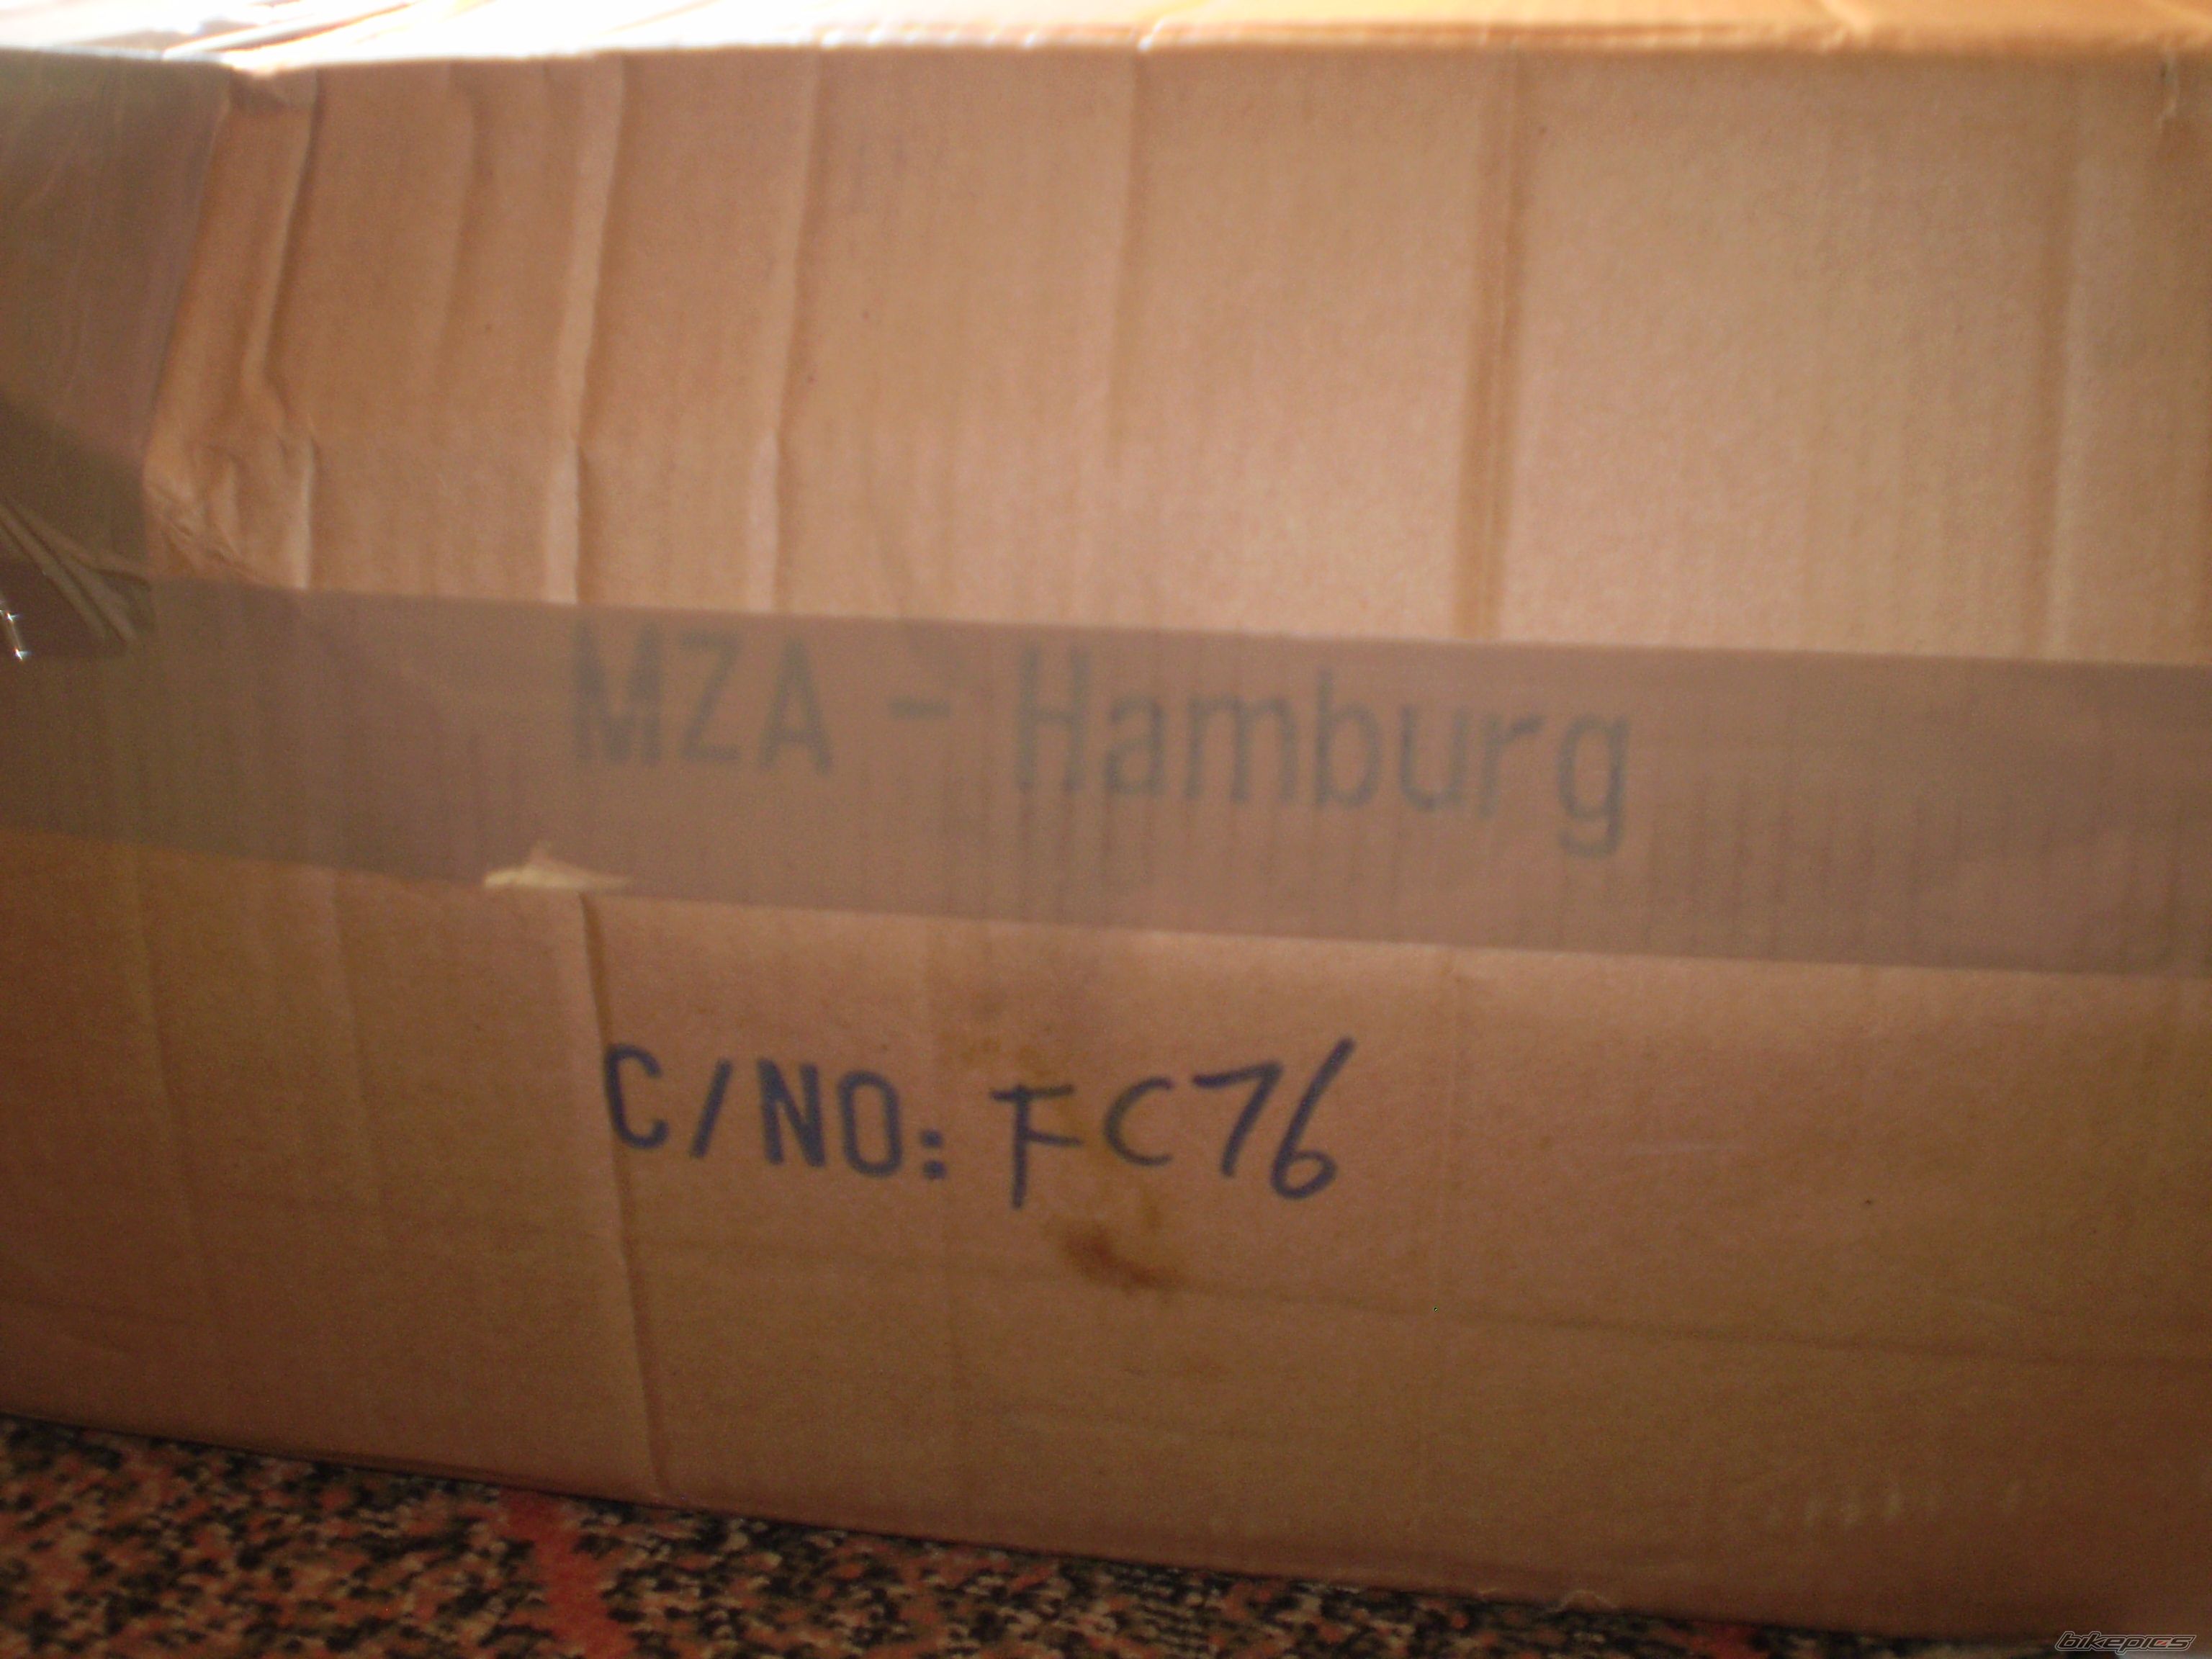 MZA - Hamburg
C/NO: FC76
bikepics